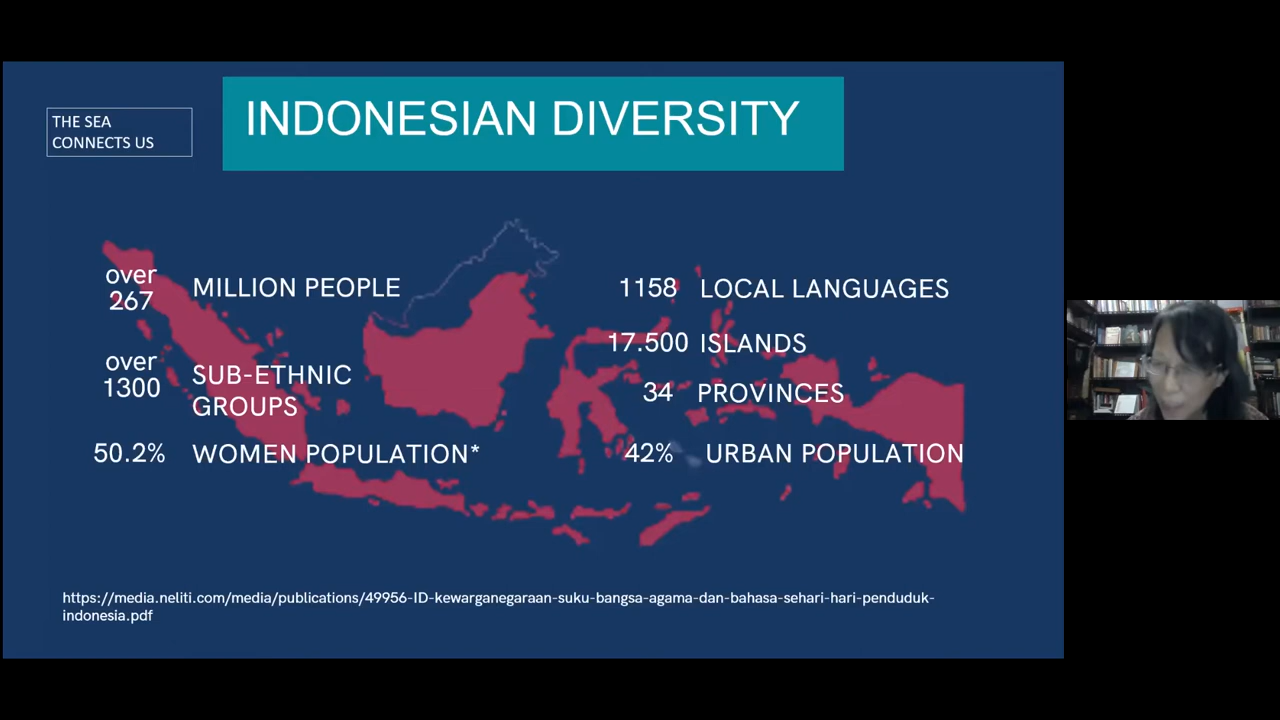 THE SEA
CONNECTS US
INDONESIAN DIVERSITY
over
267
MILLION PEOPLE
over
1300
SUB-ETHNIC
GROUPS
50.2%
WOMEN POPULATION*
1158
LOCAL LANGUAGES
17.500
ISLANDS
34
PROVINCES
42%
URBAN POPULATION
https://media.neliti.com/media/publications/49956-ID-kewarganegaraan-suku-bangsa-agama-dan-bahasa-sehari-hari-penduduk-
indonesia.pdf